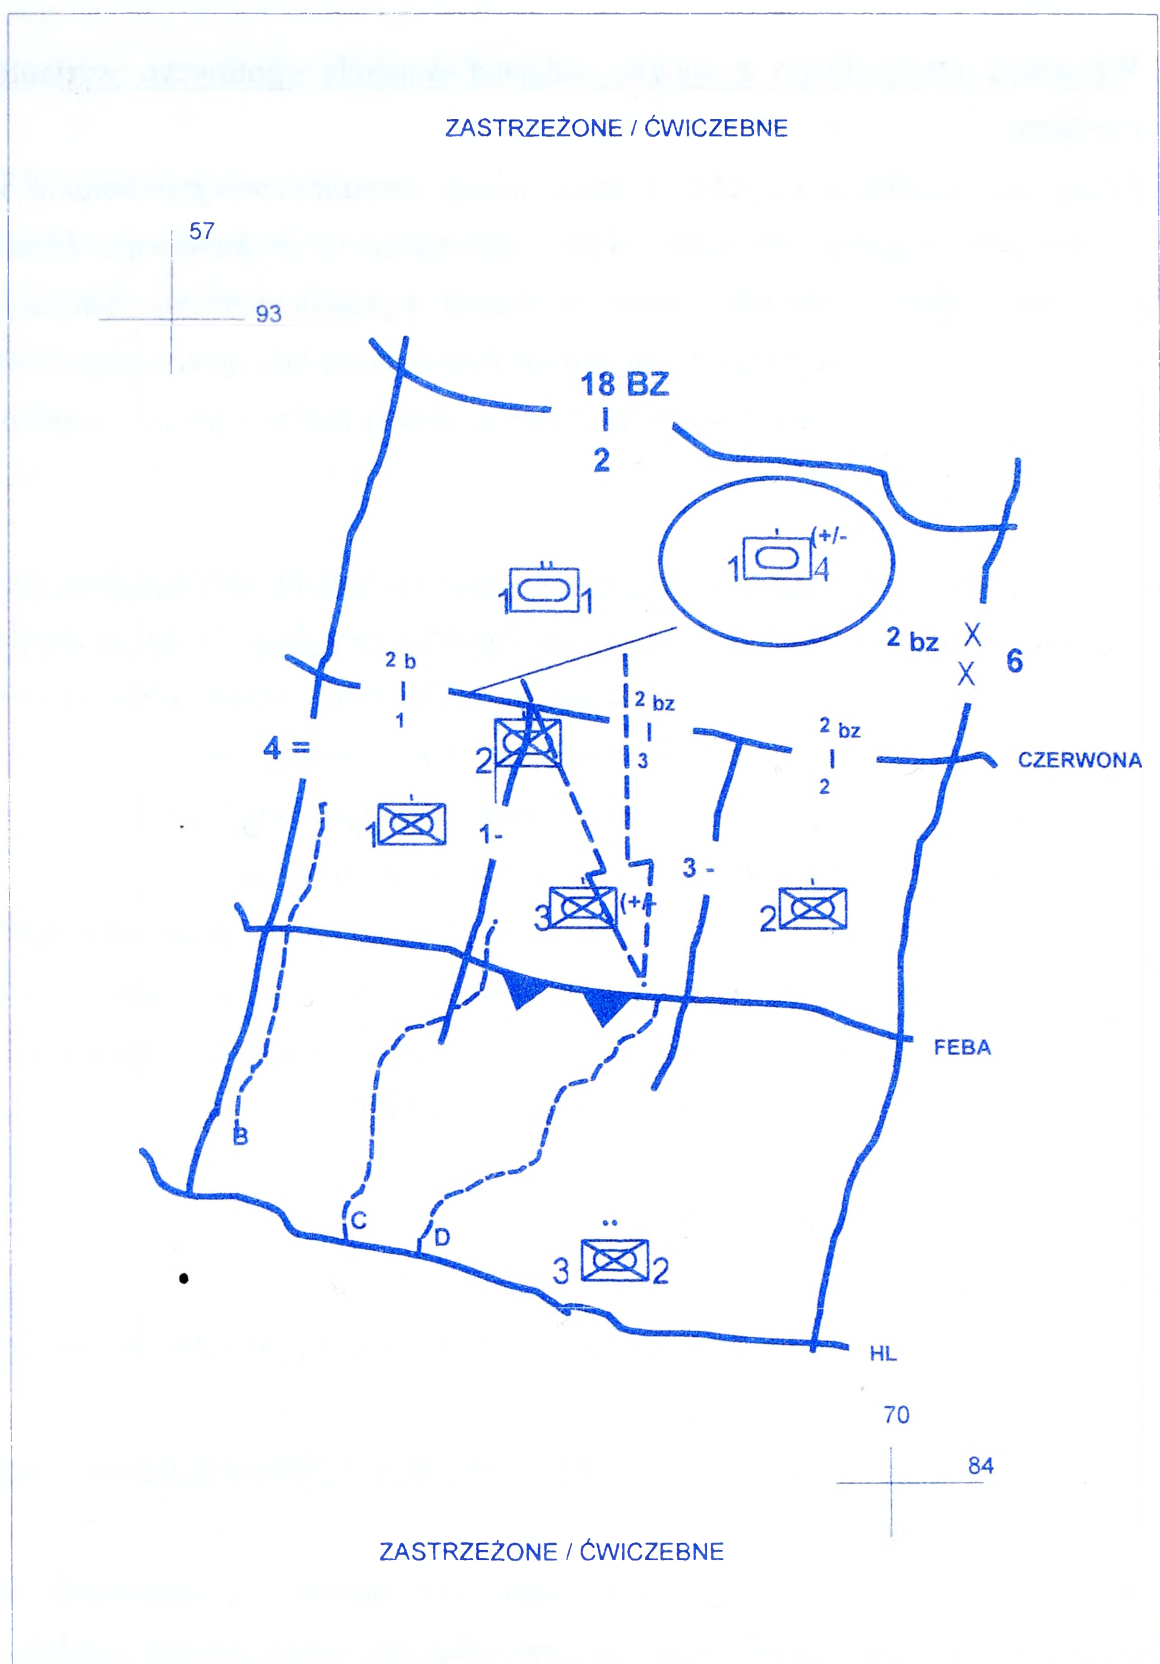 ZASTRZEŻONE / ĆWICZEBNE
57
93
18 BZ
I
2
1 (+/- 4
1 1
2 bz X X 6
2 b
I
1
2 bz
I
3
2 bz
I
2
4 =
2
CZERWONA
1
1-
3 -
3 (+/-
2
FEBA
B
C
D
3 2
HL
70
84
ZASTRZEŻONE / ĆWICZEBNE